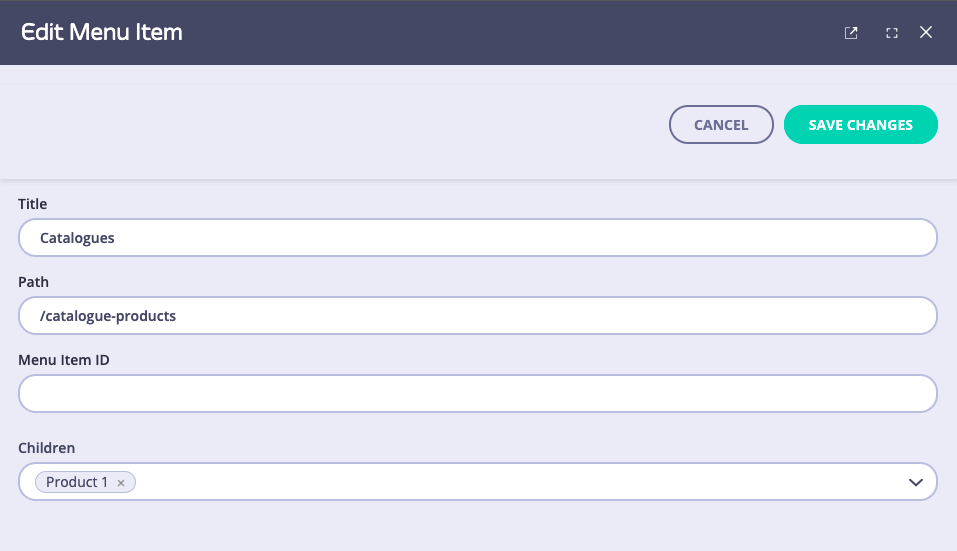 Edit Menu Item
CANCEL
SAVE CHANGES
Title
Catalogues
Path
/catalogue-products
Menu Item ID
Children
Product 1 ×